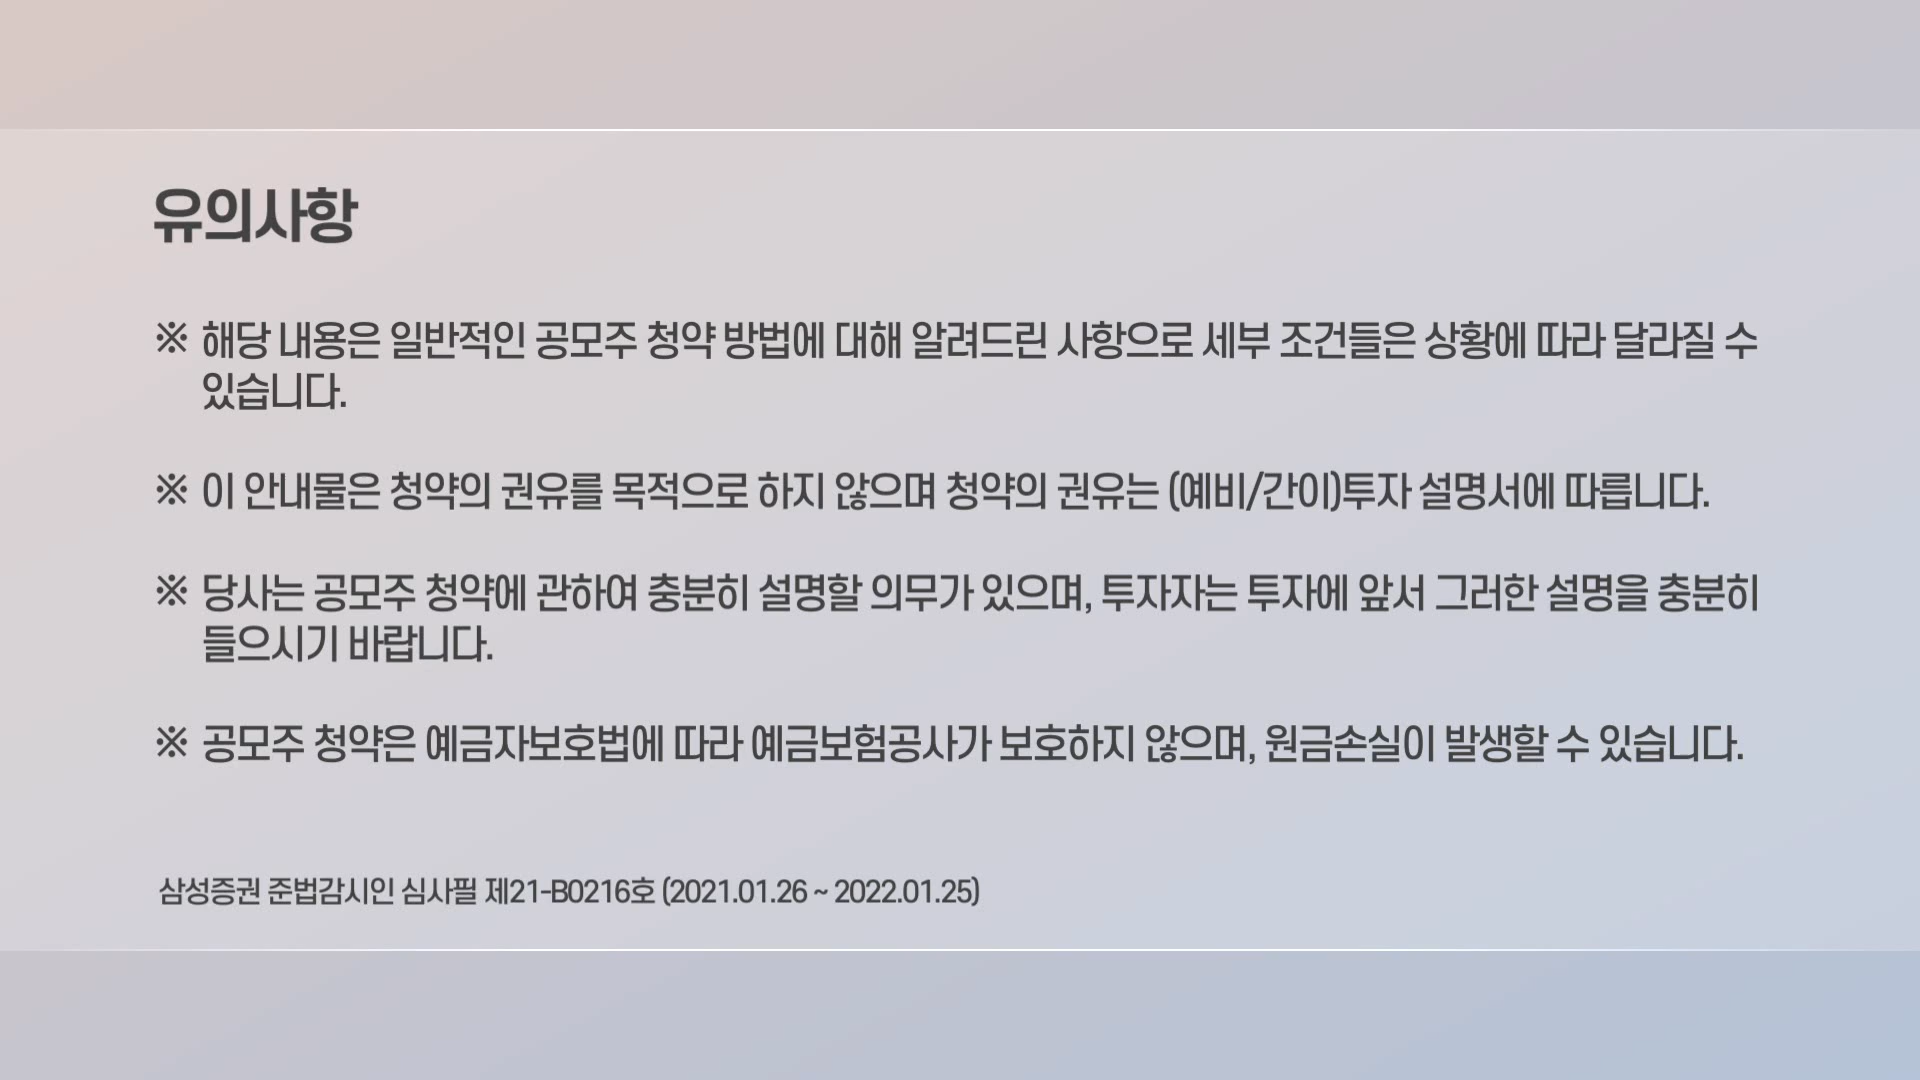 유의사항
※ 해당 내용은 일반적인 공모주 청약 방법에 대해 알려드린 사항으로 세부 조건들은 상황에 따라 달라질 수
있습니다.
※ 이 안내물은 청약의 권유를 목적으로 하지 않으며 청약의 권유는 (예비/간이)투자 설명서에 따릅니다.
※ 당사는 공모주 청약에 관하여 충분히 설명할 의무가 있으며, 투자자는 투자에 앞서 그러한 설명을 충분히
들으시기 바랍니다.
※ 공모주 청약은 예금자보호법에 따라 예금보험공사가 보호하지 않으며, 원금손실이 발생할 수 있습니다.
삼성증권 준법감시인 심사필 제21-B0216호 (2021.01.26 ~ 2022.01.25)